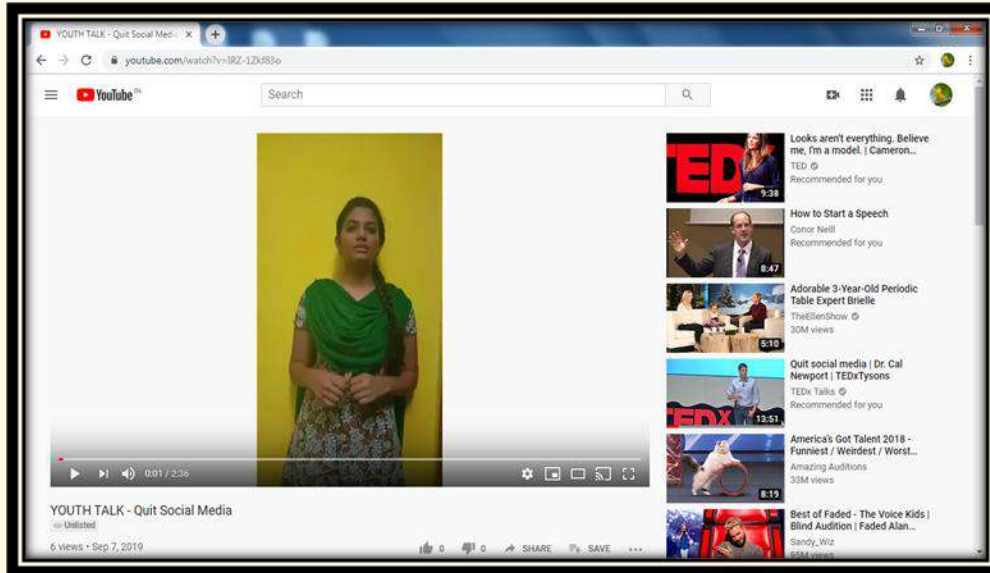 YOUTH TALK - Quit Social Med
youtube.com/watch?v=IRZ-1Zkf83o
YouTube IN
Search
0:01 / 2:36
YOUTH TALK - Quit Social Media
Unlisted
6 views • Sep 7, 2019
0
0
SHARE
SAVE
TED
9:38
Looks aren't everything. Believe
me, I'm a model. | Cameron...
TED
Recommended for you
8:47
How to Start a Speech
Conor Neill
Recommended for you
5:10
Adorable 3-Year-Old Periodic
Table Expert Brielle
TheEllenShow
30M views
TEDx
13:51
Quit social media | Dr. Cal
Newport | TEDxTysons
TEDx Talks
Recommended for you
8:19
America's Got Talent 2018 -
Funniest / Weirdest / Worst...
Amazing Auditions
33M views
Best of Faded - The Voice Kids |
Blind Audition | Faded Alan...
Sandy_Wiz
95M views